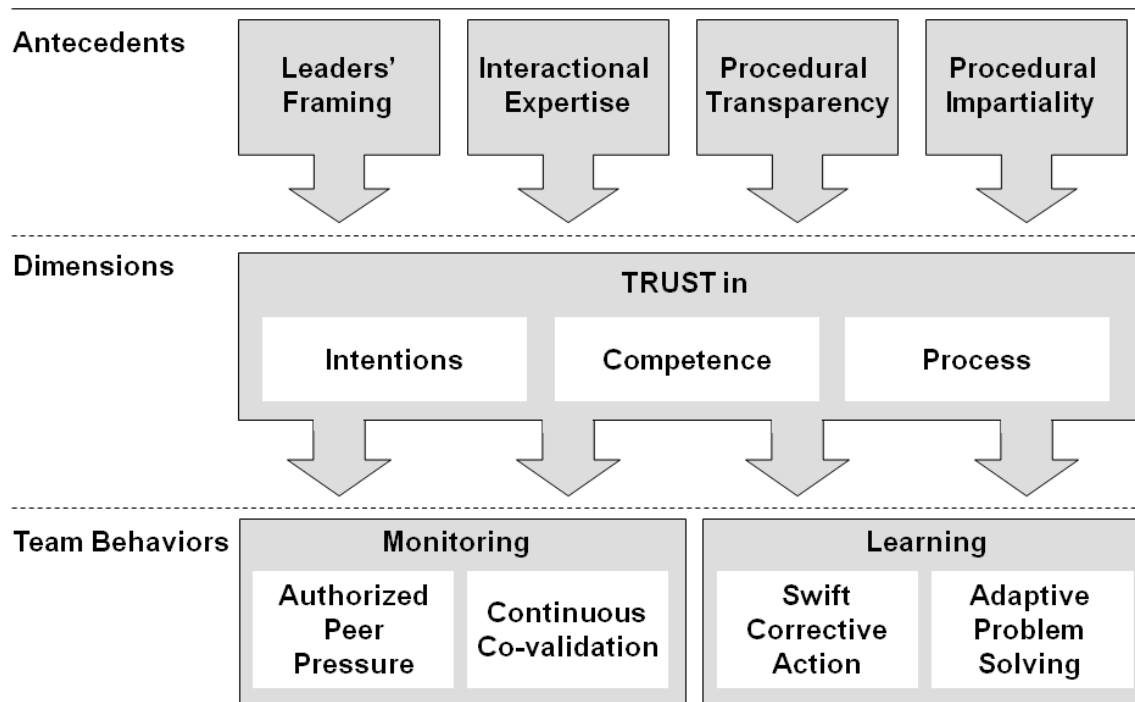 Antecedents
Leaders’
Framing
Interactional
Expertise
Procedural
Transparency
Procedural
Impartiality
Dimensions
TRUST in
Intentions
Competence
Process
Team Behaviors
Monitoring
Authorized
Peer
Pressure
Continuous
Co-validation
Learning
Swift
Corrective
Action
Adaptive
Problem
Solving